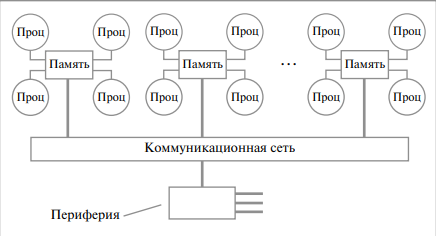 Проц Проц Проц Проц Проц Проц
Память Память ... Память
Проц Проц Проц Проц Проц Проц
Коммуникационная сеть
Периферия